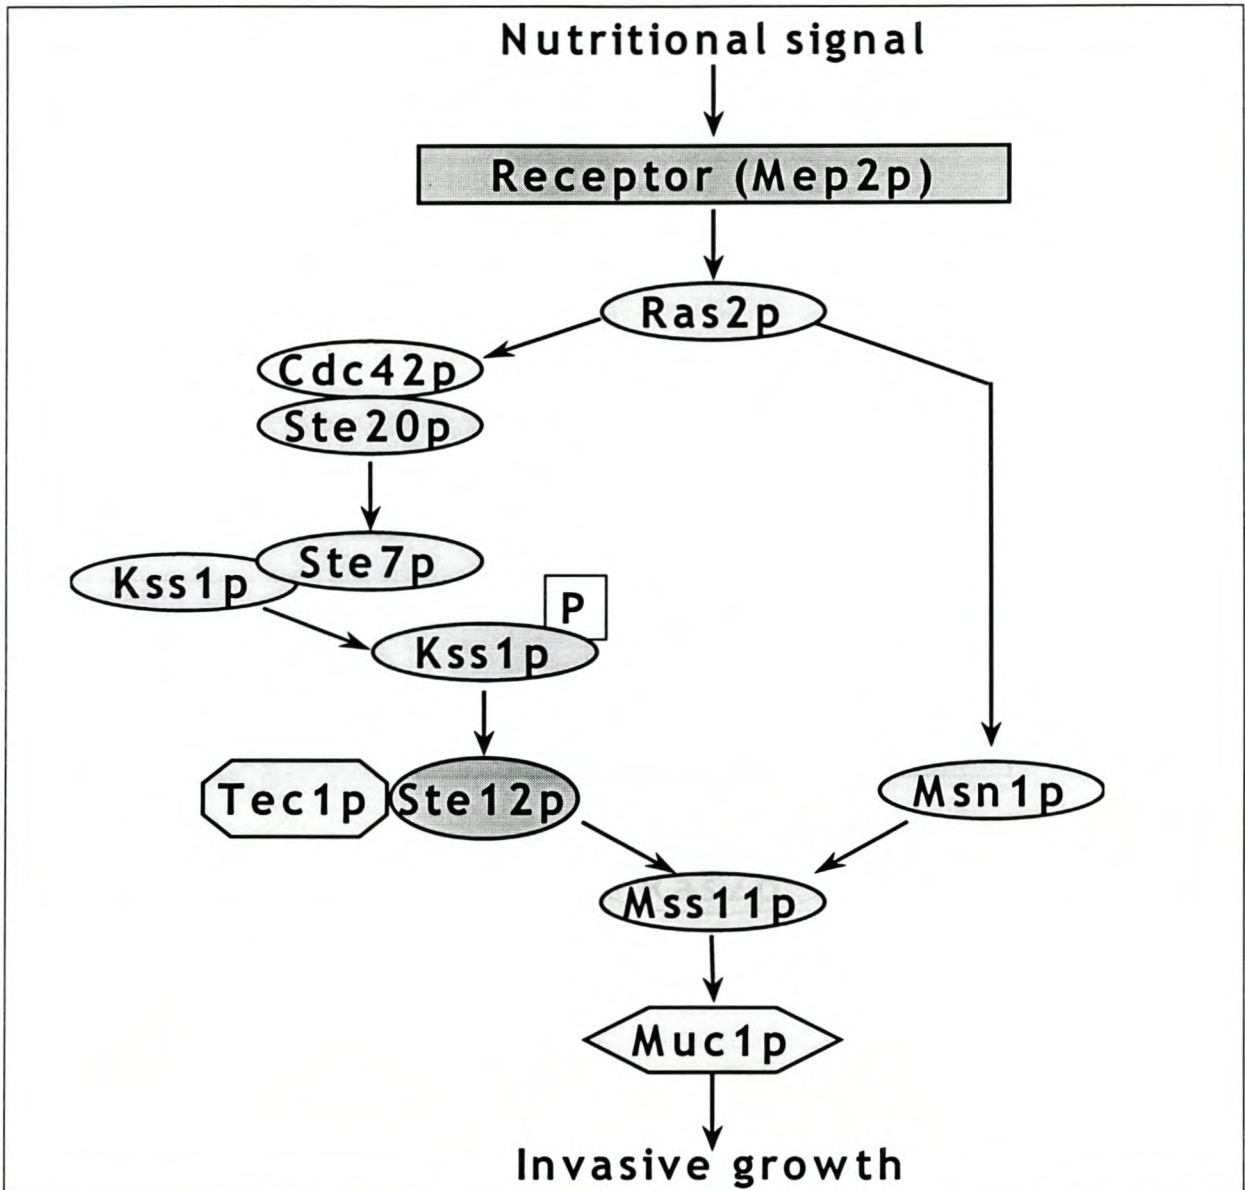 Nutritional signal
Receptor (Mep2p)
Ras2p
Cdc42p
Ste20p
Ste7p
Kss1p
P
Kss1p
Tec1p
Ste12p
Msn1p
Mss11p
Muc1p
Invasive growth